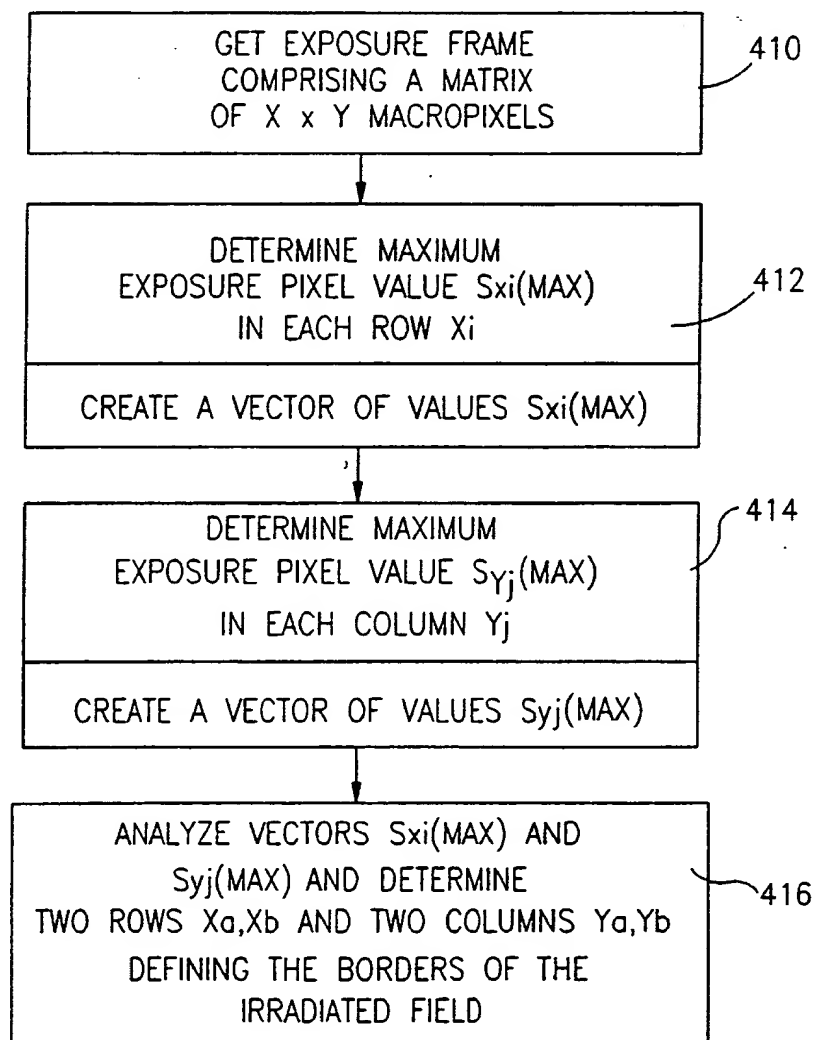 GET EXPOSURE FRAME
COMPRISING A MATRIX
OF X x Y MACROPIXELS
410
DETERMINE MAXIMUM
EXPOSURE PIXEL VALUE Sxi(MAX)
IN EACH ROW Xi
412
CREATE A VECTOR OF VALUES Sxi(MAX)
DETERMINE MAXIMUM
EXPOSURE PIXEL VALUE SYj(MAX)
IN EACH COLUMN Yj
414
CREATE A VECTOR OF VALUES Syj(MAX)
ANALYZE VECTORS Sxi(MAX) AND
Syj(MAX) AND DETERMINE
TWO ROWS Xa,Xb AND TWO COLUMNS Ya,Yb
DEFINING THE BORDERS OF THE
IRRADIATED FIELD
416